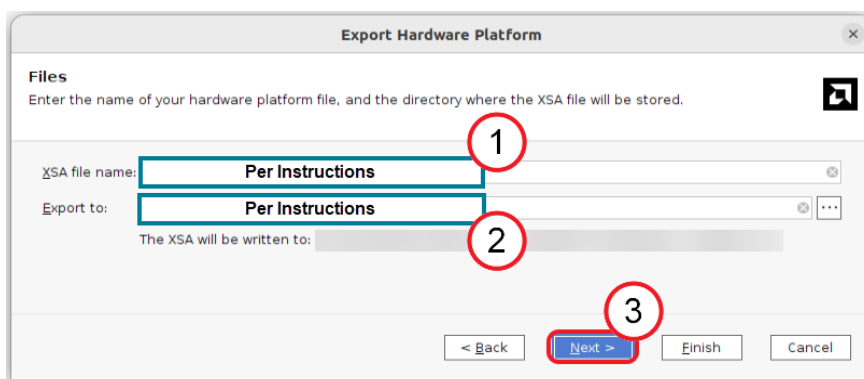 Export Hardware Platform
Files
Enter the name of your hardware platform file, and the directory where the XSA file will be stored.
1
XSA file name: Per Instructions
Export to: Per Instructions
The XSA will be written to:
2
3
< Back Next > Finish Cancel